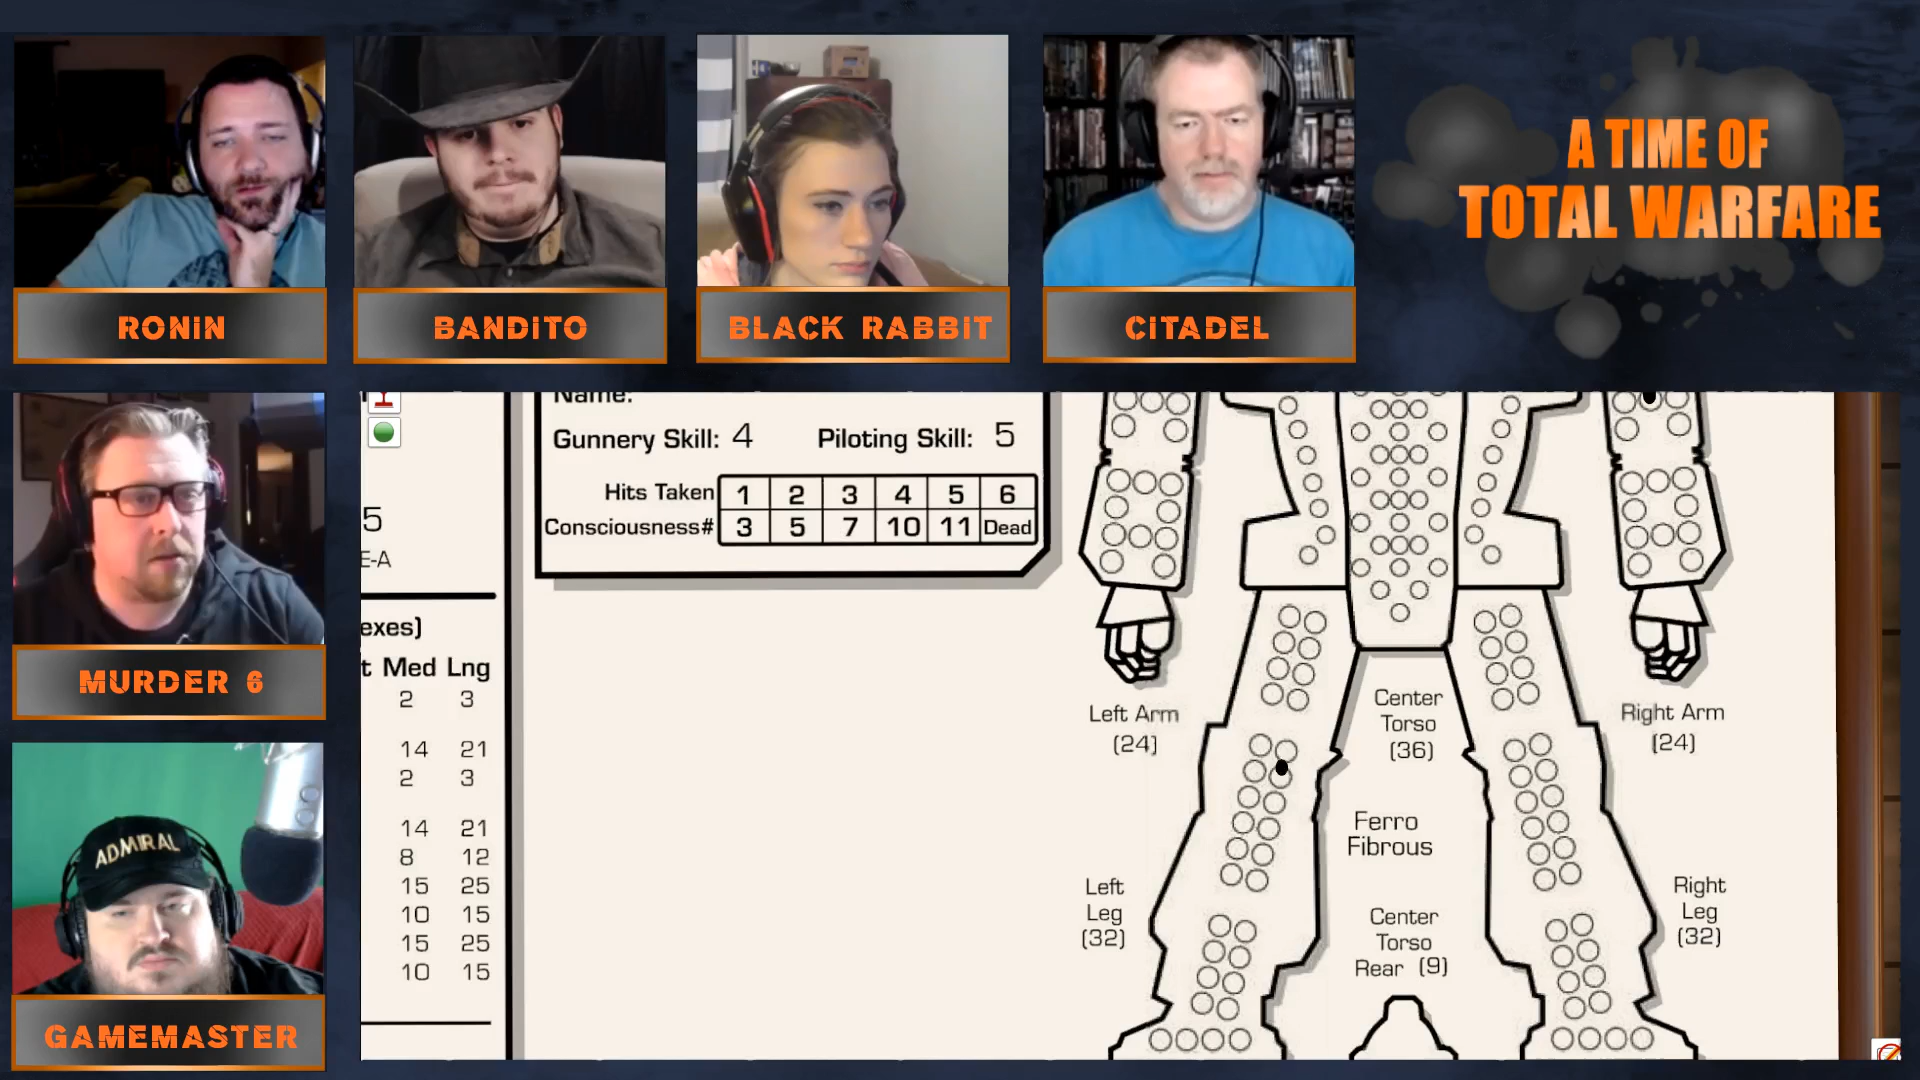 A TIME OF
TOTAL WARFARE
RONIN
BANDITO
BLACK RABBIT
CITADEL
MURDER 6
ADMIRAL
GAMEMASTER
5
E-A
exes)
t Med Lng
2 3
14 21
2 3
14 21
8 12
15 25
10 15
15 25
10 15
Name:
Gunnery Skill: 4 Piloting Skill: 5
Hits Taken 1 2 3 4 5 6
Consciousness# 3 5 7 10 11 Dead
Left Arm
(24)
Center
Torso
(36)
Right Arm
(24)
Ferro
Fibrous
Left
Leg
(32)
Center
Torso
Rear (9)
Right
Leg
(32)